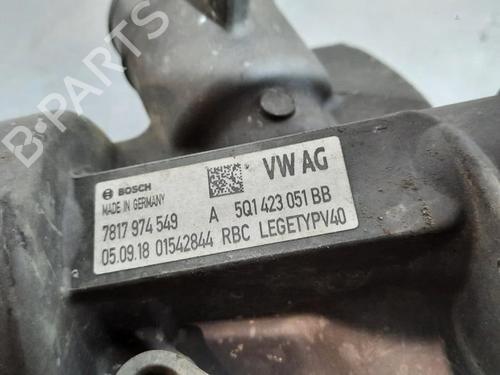 BOSCH
MADE IN GERMANY
VW AG
7817 974 549 A 5Q1 423 051 BB
05.09.18 01542844 RBC LEGETYPV40
B-PARTS